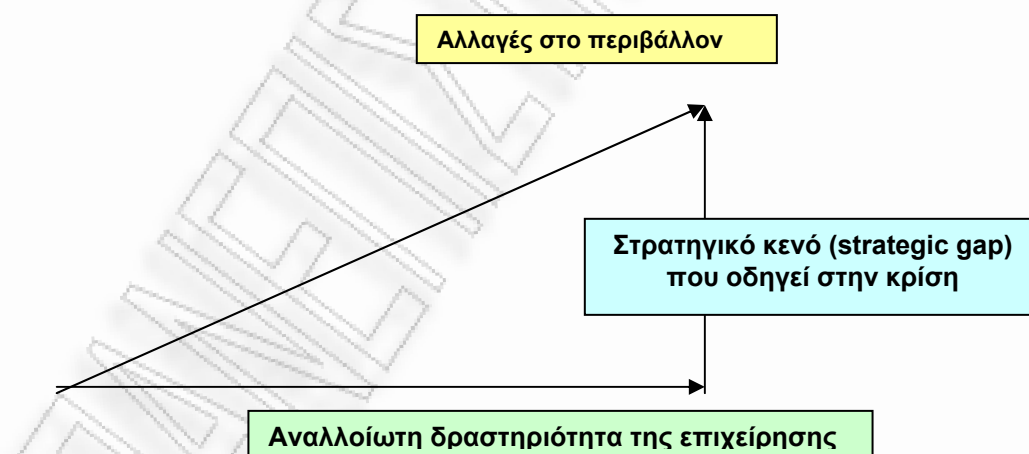 Αλλαγές στο περιβάλλον
Στρατηγικό κενό (strategic gap)
που οδηγεί στην κρίση
Αναλλοίωτη δραστηριότητα της επιχείρησης